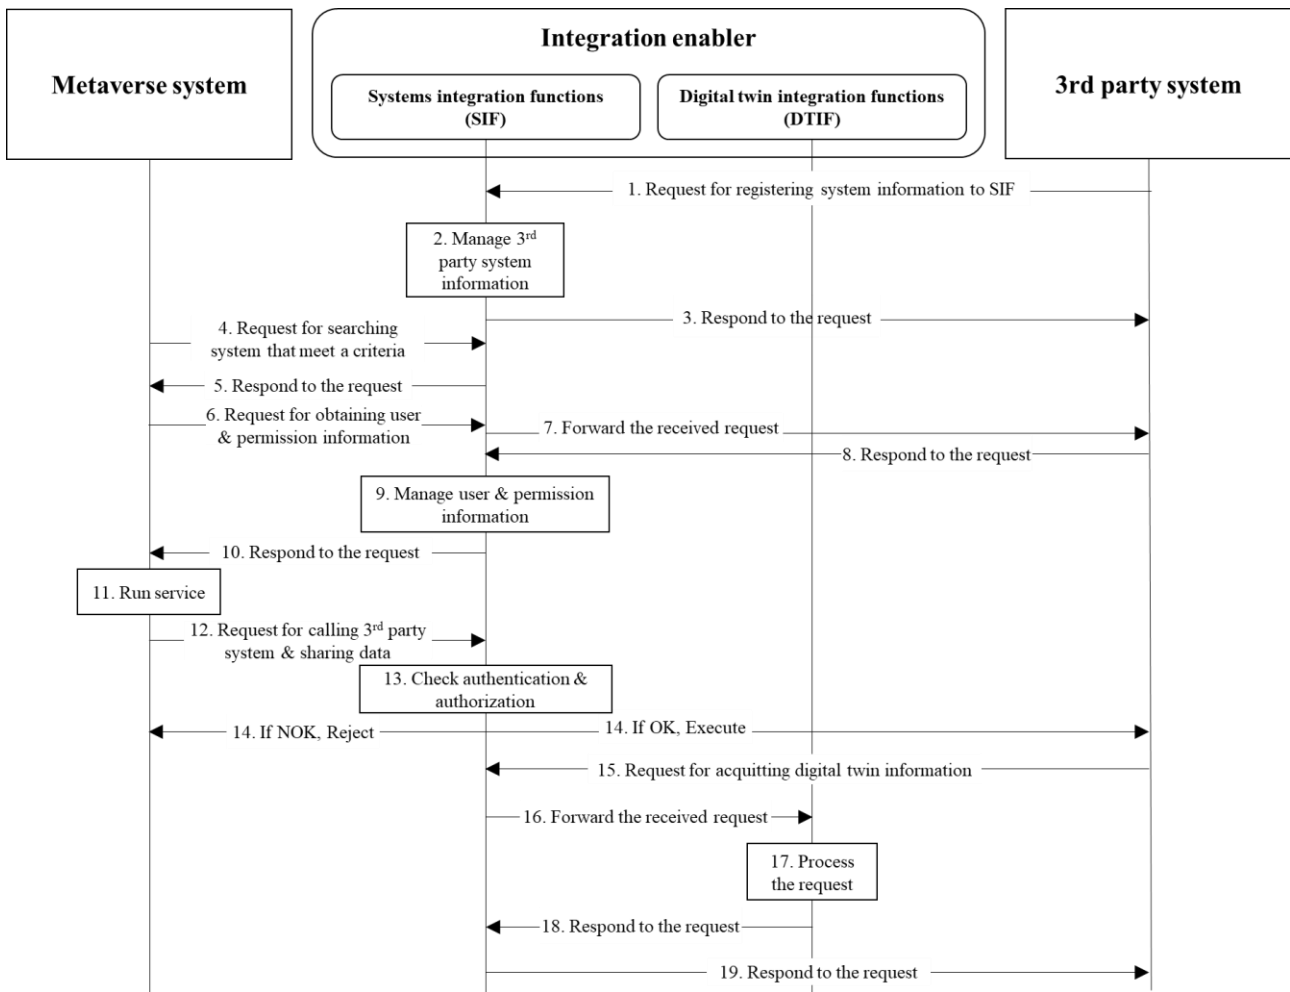 Integration enabler
Metaverse system
3rd party system
Systems integration functions
(SIF)
Digital twin integration functions
(DTIF)
1. Request for registering system information to SIF
2. Manage 3rd
party system
information
3. Respond to the request
4. Request for searching
system that meet a criteria
5. Respond to the request
6. Request for obtaining user
& permission information
7. Forward the received request
8. Respond to the request
9. Manage user & permission
information
10. Respond to the request
11. Run service
12. Request for calling 3rd party
system & sharing data
13. Check authentication &
authorization
14. If NOK, Reject
14. If OK, Execute
15. Request for acquitting digital twin information
16. Forward the received request
17. Process
the request
18. Respond to the request
19. Respond to the request